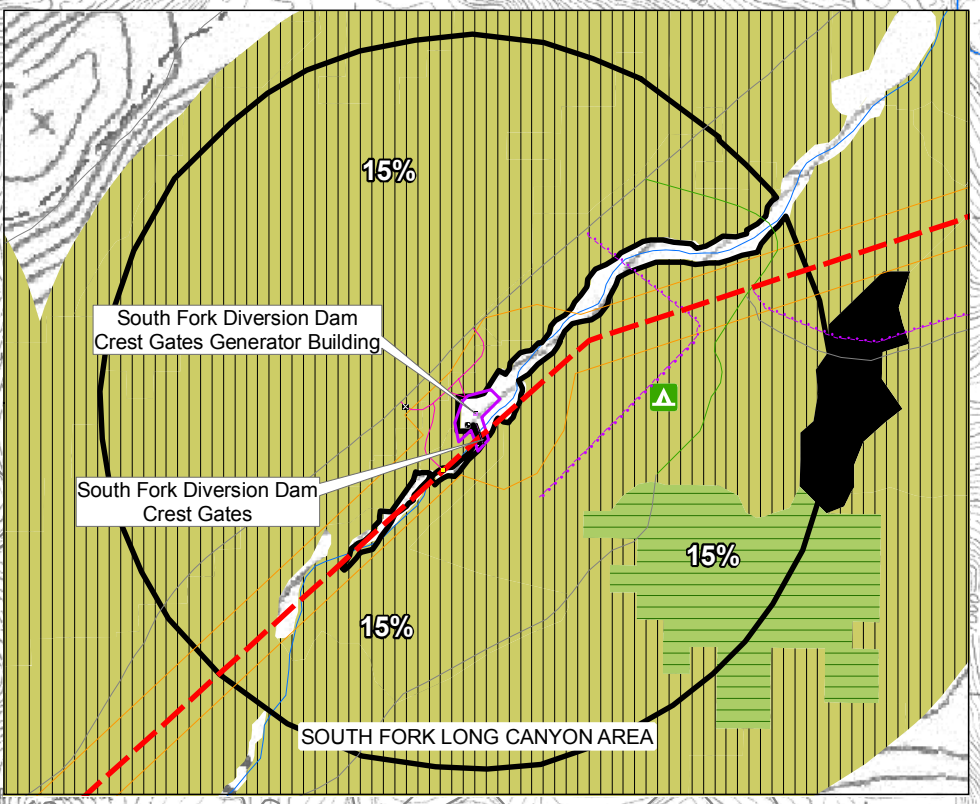 15%
South Fork Diversion Dam
Crest Gates Generator Building
South Fork Diversion Dam
Crest Gates
15%
15%
SOUTH FORK LONG CANYON AREA